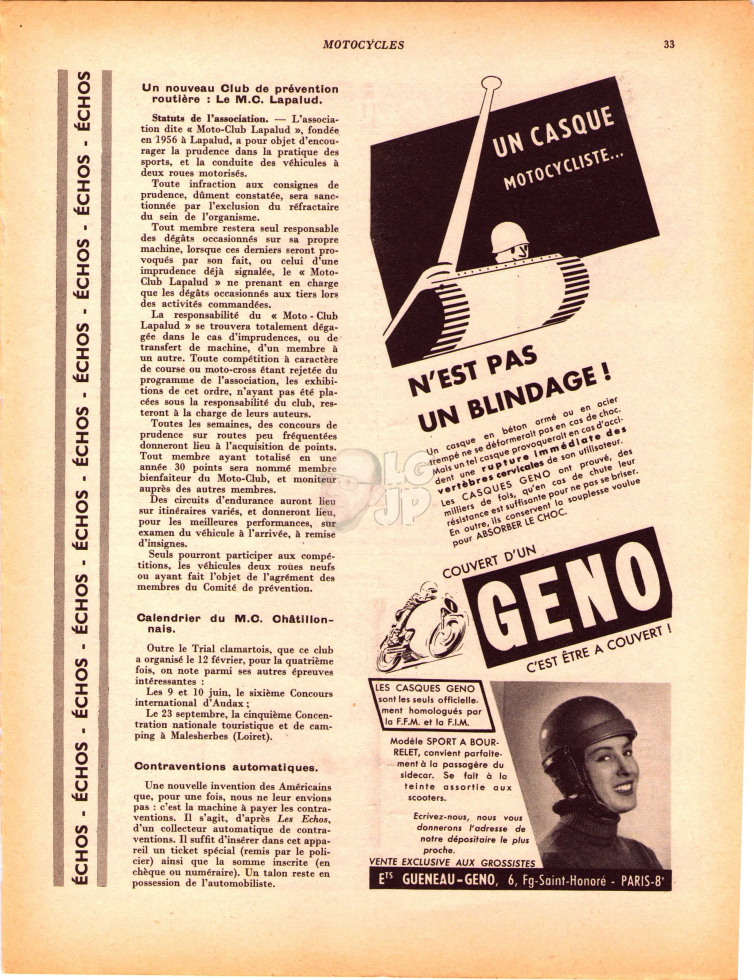 MOTOCYCLES
33
ÉCHOS - ÉCHOS - ÉCHOS - ÉCHOS - ÉCHOS - ÉCHOS - ÉCHOS - ÉCHOS - ÉCHOS - ÉCHOS
Un nouveau Club de prévention
routière : Le M.C. Lapalud.
Statuts de l'association. — L'associa-
tion dite « Moto-Club Lapalud », fondée
en 1956 à Lapalud, a pour objet d'encou-
rager la prudence dans la pratique des
sports, et la conduite des véhicules à
deux roues motorisés.
Toute infraction aux consignes de
prudence, dûment constatée, sera sanc-
tionnée par l'exclusion du réfractaire
du sein de l'organisme.
Tout membre restera seul responsable
des dégâts occasionnés sur sa propre
machine, lorsque ces derniers seront pro-
voqués par son fait, ou celui d'une
imprudence déjà signalée, le « Moto-
Club Lapalud » ne prenant en charge
que les dégâts occasionnés aux tiers lors
des activités commandées.
La responsabilité du « Moto - Club
Lapalud » se trouvera totalement déga-
gée dans le cas d'imprudences, ou de
transfert de machine, d'un membre à
un autre. Toute compétition à caractère
de course ou moto-cross étant rejetée du
programme de l'association, les exhibi-
tions de cet ordre, n'ayant pas été pla-
cées sous la responsabilité du club, res-
teront à la charge de leurs auteurs.
Toutes les semaines, des concours de
prudence sur routes peu fréquentées
donneront lieu à l'acquisition de points.
Tout membre ayant totalisé en une
année 30 points sera nommé membre
bienfaiteur du Moto-Club, et moniteur
auprès des autres membres.
Des circuits d'endurance auront lieu
sur itinéraires variés, et donneront lieu,
pour les meilleures performances, sur
examen du véhicule à l'arrivée, à remise
d'insignes.
Seuls pourront participer aux compé-
titions, les véhicules deux roues neufs
ou ayant fait l'objet de l'agrément des
membres du Comité de prévention.
Calendrier du M.C. Châtillon-
nais.
Outre le Trial clamartois, que ce club
a organisé le 12 février, pour la quatrième
fois, on note parmi ses autres épreuves
intéressantes :
Les 9 et 10 juin, le sixième Concours
international d'Audax ;
Le 23 septembre, la cinquième Concen-
tration nationale touristique et de cam-
ping à Malesherbes (Loiret).
Contraventions automatiques.
Une nouvelle invention des Américains
que, pour une fois, nous ne leur envions
pas : c'est la machine à payer les contra-
ventions. Il s'agit, d'après Les Echos,
d'un collecteur automatique de contra-
ventions. Il suffit d'insérer dans cet appa-
reil un ticket spécial (remis par le poli-
cier) ainsi que la somme inscrite (en
chèque ou numéraire). Un talon reste en
possession de l'automobiliste.
UN CASQUE
MOTOCYCLISTE...
N'EST PAS
UN BLINDAGE !
Un casque en béton armé ou en acier
trempé ne se déformerait pas en cas de choc.
Mais un tel casque provoquerait en cas d'acci-
dent une rupture immédiate des
vertèbres cervicales de son utilisateur.
Les CASQUES GENO ont prouvé, des
milliers de fois, qu'en cas de chute leur
résistance est suffisante pour ne pas se briser.
En outre, ils conservent la souplesse voulue
pour ABSORBER LE CHOC.
LG
JP
COUVERT D'UN
GENO
C'EST ÊTRE A COUVERT !
LES CASQUES GENO
sont les seuls officielle-
ment homologués par
la F.F.M. et la F.I.M.
Modèle SPORT A BOUR-
RELET, convient parfaite-
ment à la passagère du
sidecar. Se fait à la
teinte assortie aux
scooters.
Ecrivez-nous, nous vous
donnerons l'adresse de
notre dépositaire le plus
proche.
VENTE EXCLUSIVE AUX GROSSISTES
ETS GUENEAU-GENO, 6, Fg-Saint-Honoré - PARIS-8e